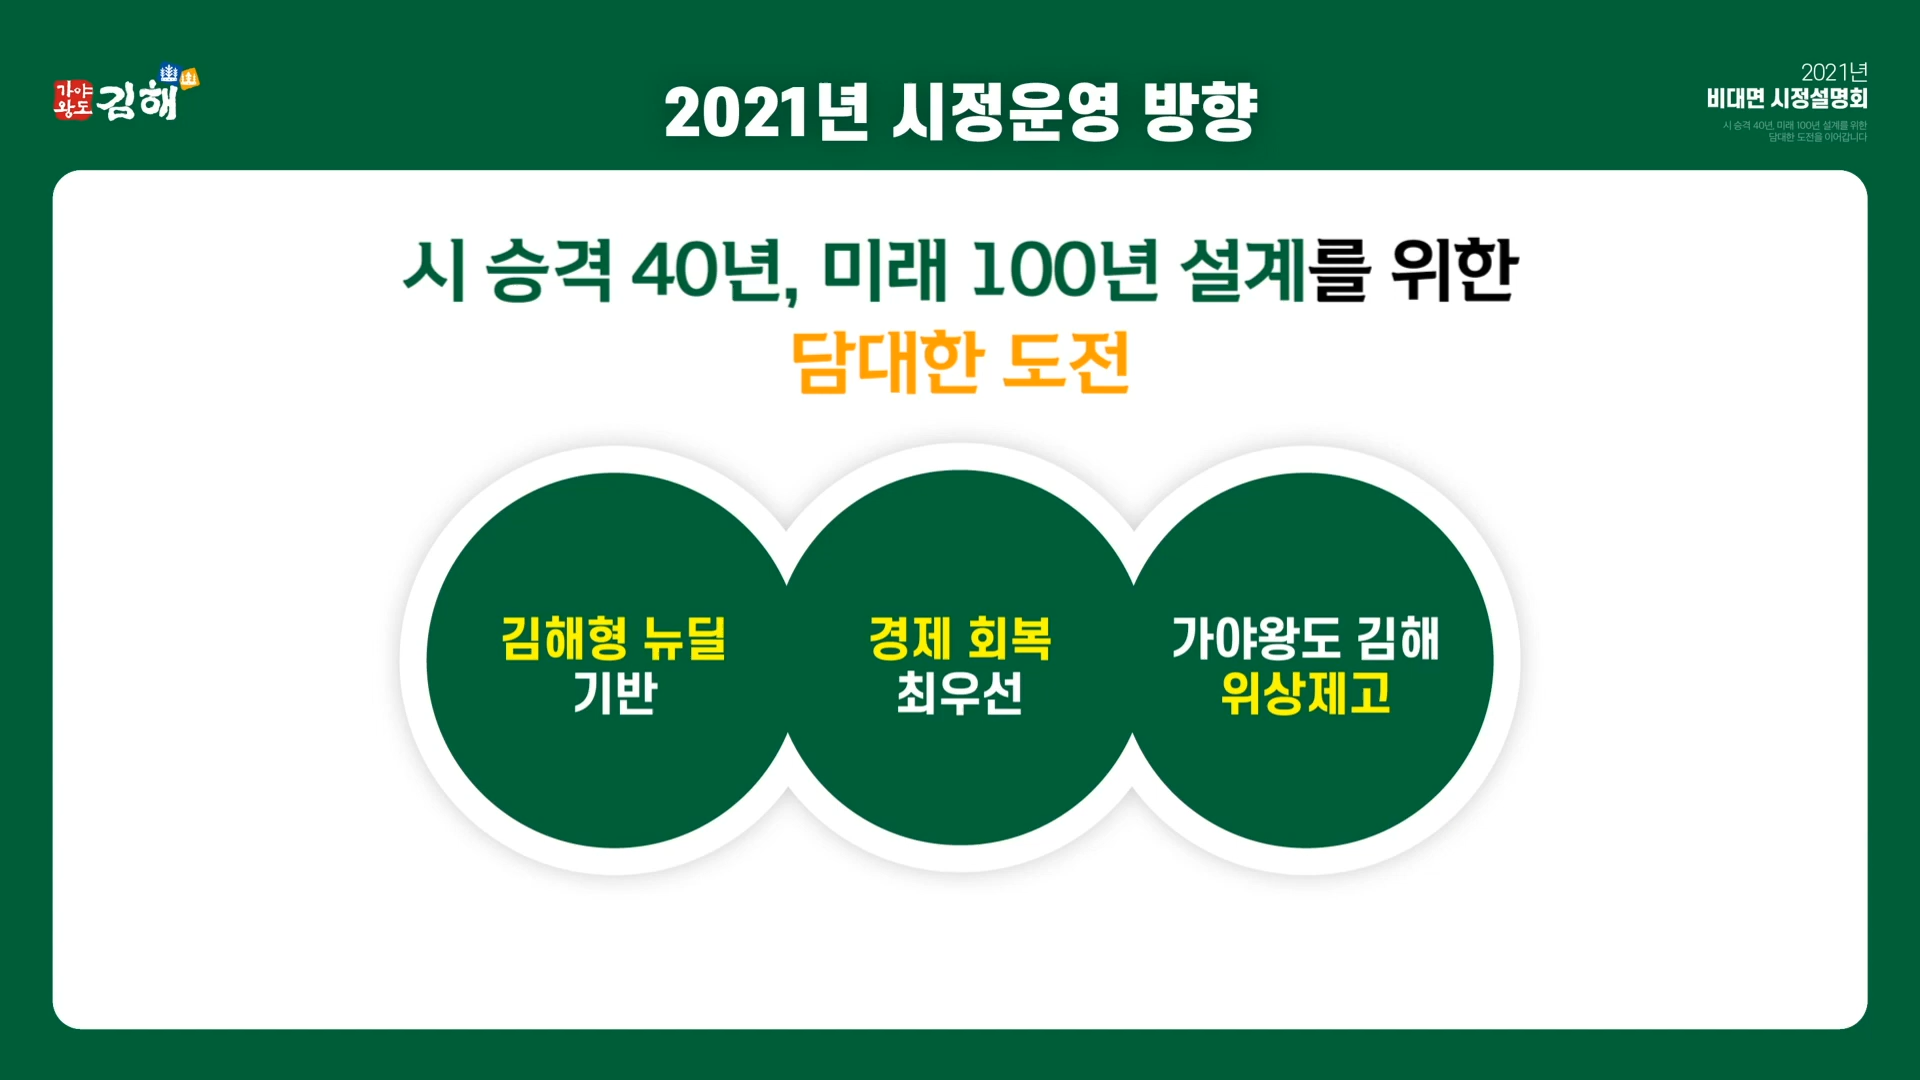 가야
왕도 김해
2021년 시정운영 방향
2021년
비대면 시정설명회
시 승격 40년, 미래 100년 설계를 위한
담대한 도전을 이어갑니다
시 승격 40년, 미래 100년 설계를 위한
담대한 도전
김해형 뉴딜
기반
경제 회복
최우선
가야왕도 김해
위상제고